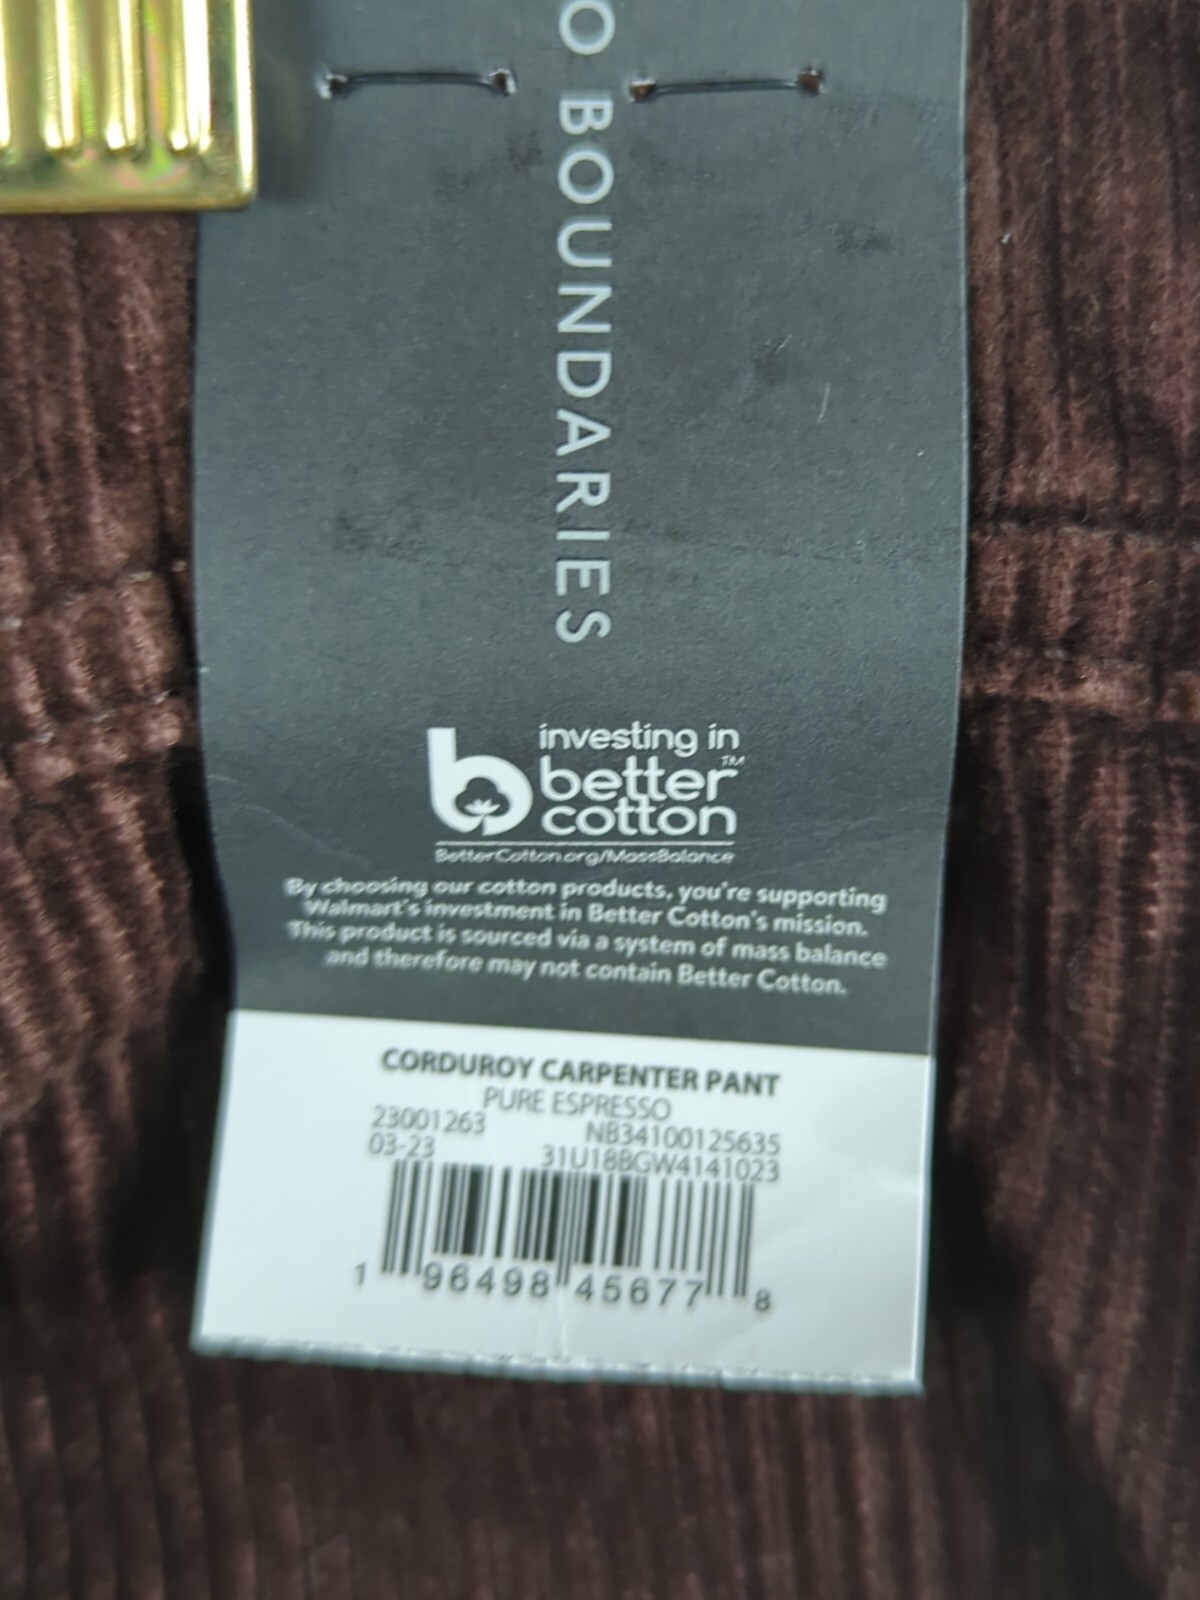 O BOUNDARIES
investing in
better™
cotton
BetterCotton.org/MassBalance
By choosing our cotton products, you're supporting
Walmart's investment in Better Cotton's mission.
This product is sourced via a system of mass balance
and therefore may not contain Better Cotton.
CORDUROY CARPENTER PANT
PURE ESPRESSO
23001263 NB34100125635
03-23 31U18BGW4141023
1 96498 45677 8